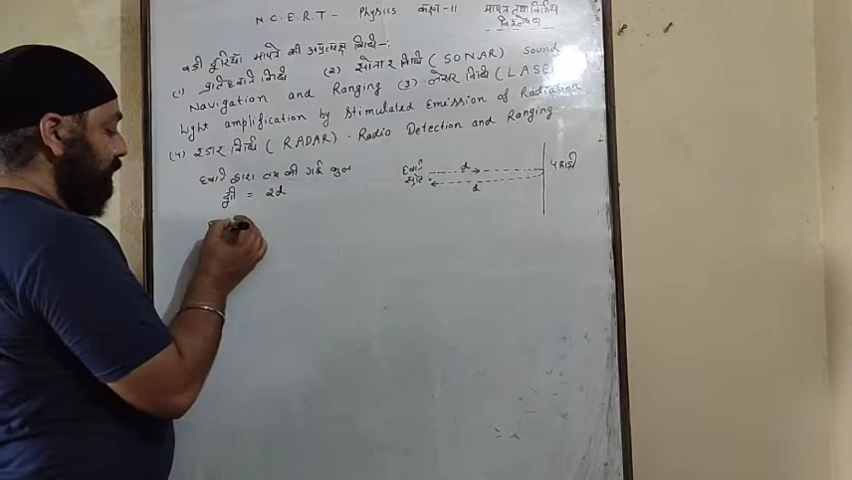 N.C.E.R.T - Physics कक्षा-11 मापन तथा विमीय
विश्लेषण
बड़ी दूरियाँ मापने की अप्रत्यक्ष विधि :-
(1) प्रतिध्वनि विधि (2) सोनार विधि (SONAR) Sound
Navigation and Ranging (3) लेसर विधि (LASE
Light amplification by Stimulated Emission of Radiation
(4) रडार विधि (RADAR) - Radio Detection and Ranging
ध्वनि द्वारा तय की गई कुल
दूरी = 2d
ध्वनि d पहाड़ी
स्रोत d